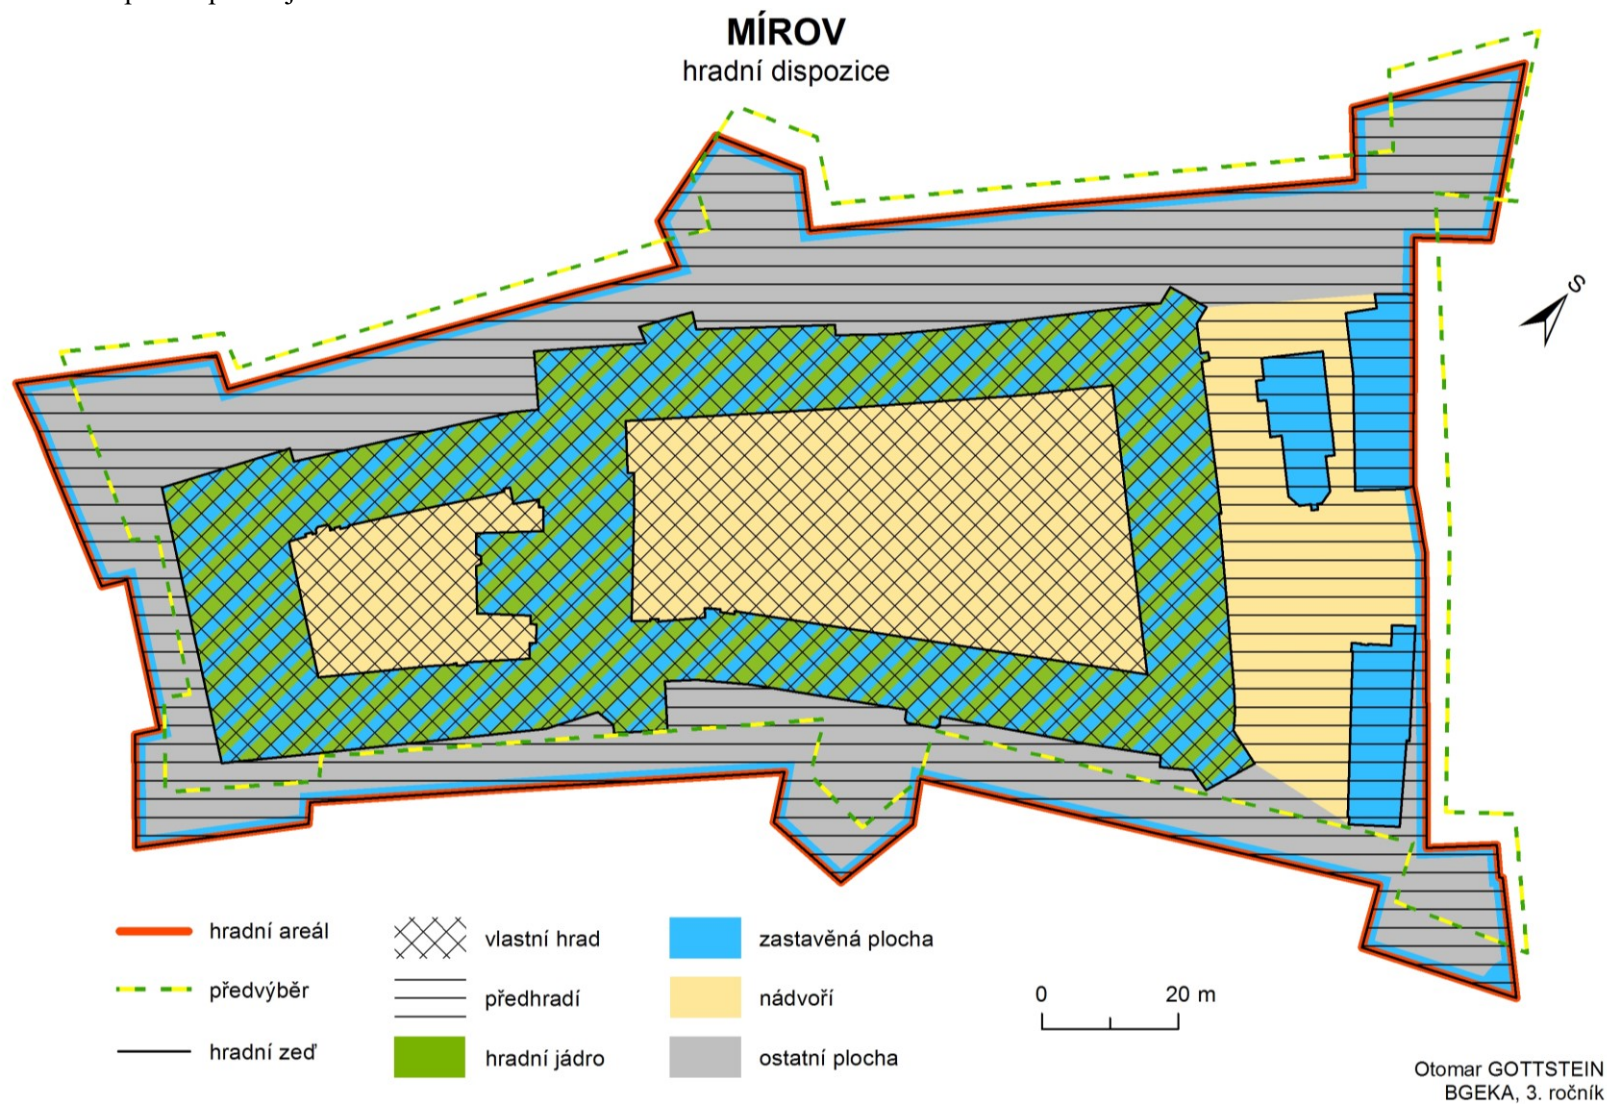 MÍROV
hradní dispozice
S
hradní areál
předvýběr
hradní zeď
vlastní hrad
předhradí
hradní jádro
zastavěná plocha
nádvoří
ostatní plocha
0 20 m
Otomar GOTTSTEIN
BGEKA, 3. ročník